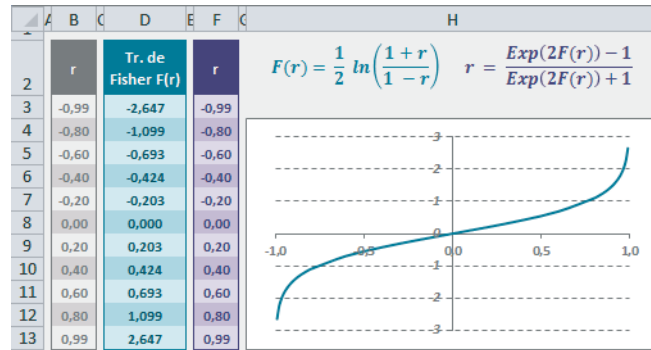 A B C D E F G H
1
2 r Tr. de Fisher F(r) r F(r) = 1/2 ln((1 + r)/(1 − r)) r = (Exp(2F(r)) − 1)/(Exp(2F(r)) + 1)
3 -0,99 -2,647 -0,99
4 -0,80 -1,099 -0,80
5 -0,60 -0,693 -0,60
6 -0,40 -0,424 -0,40
7 -0,20 -0,203 -0,20
8 0,00 0,000 0,00
9 0,20 0,203 0,20
10 0,40 0,424 0,40
11 0,60 0,693 0,60
12 0,80 1,099 0,80
13 0,99 2,647 0,99
3
2
1
0
-1,0 -0,5 0,0 0,5 1,0
-1
-2
-3